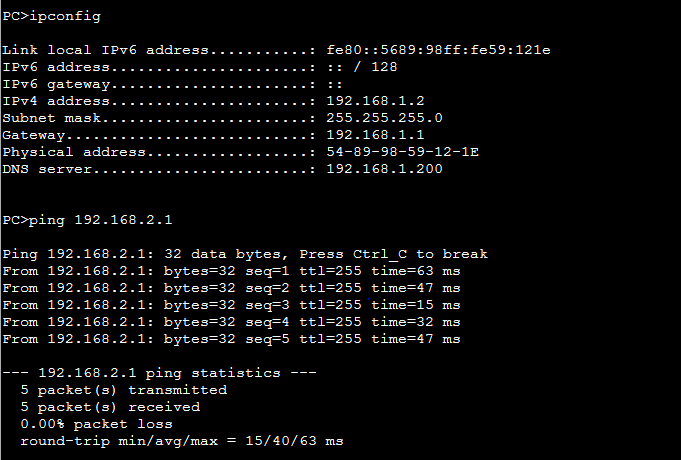 PC>ipconfig
Link local IPv6 address...........: fe80::5689:98ff:fe59:121e
IPv6 address......................: :: / 128
IPv6 gateway......................: ::
IPv4 address......................: 192.168.1.2
Subnet mask.......................: 255.255.255.0
Gateway...........................: 192.168.1.1
Physical address..................: 54-89-98-59-12-1E
DNS server........................: 192.168.1.200
PC>ping 192.168.2.1
Ping 192.168.2.1: 32 data bytes, Press Ctrl_C to break
From 192.168.2.1: bytes=32 seq=1 ttl=255 time=63 ms
From 192.168.2.1: bytes=32 seq=2 ttl=255 time=47 ms
From 192.168.2.1: bytes=32 seq=3 ttl=255 time=15 ms
From 192.168.2.1: bytes=32 seq=4 ttl=255 time=32 ms
From 192.168.2.1: bytes=32 seq=5 ttl=255 time=47 ms
--- 192.168.2.1 ping statistics ---
5 packet(s) transmitted
5 packet(s) received
0.00% packet loss
round-trip min/avg/max = 15/40/63 ms